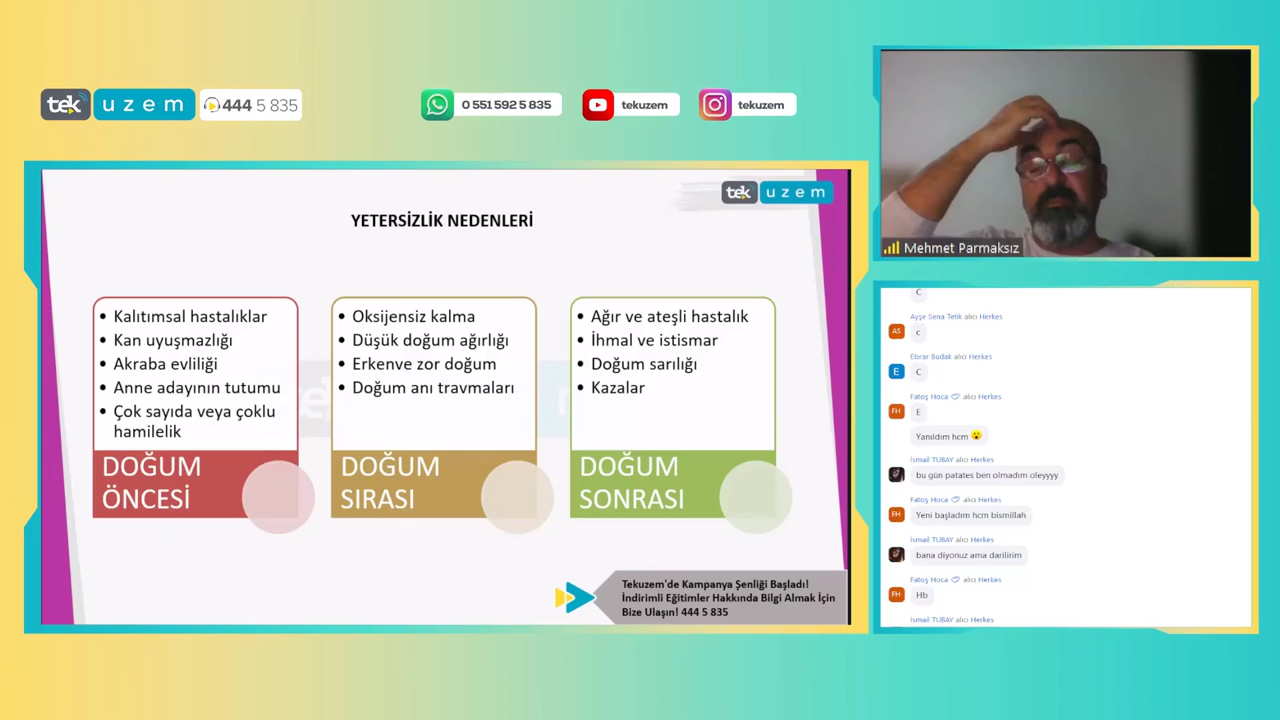 tek uzem 444 5 835
0 551 592 5 835
tekuzem
tekuzem
tek uzem
YETERSİZLİK NEDENLERİ
• Kalıtımsal hastalıklar
• Kan uyuşmazlığı
• Akraba evliliği
• Anne adayının tutumu
• Çok sayıda veya çoklu
hamilelik
DOĞUM
ÖNCESİ
• Oksijensiz kalma
• Düşük doğum ağırlığı
• Erkenve zor doğum
• Doğum anı travmaları
DOĞUM
SIRASI
• Ağır ve ateşli hastalık
• İhmal ve istismar
• Doğum sarılığı
• Kazalar
DOĞUM
SONRASI
Tekuzem'de Kampanya Şenliği Başladı!
İndirimli Eğitimler Hakkında Bilgi Almak İçin
Bize Ulaşın! 444 5 835
Mehmet Parmaksız
C
Ayşe Sena Tetik alıcı Herkes
AS
c
Ebrar Budak alıcı Herkes
E
C
Fatoş Hoca alıcı Herkes
FH
E
Yanıldım hcm 😮
İsmail TUBAY alıcı Herkes
bu gün patates ben olmadım oleyyyy
Fatoş Hoca alıcı Herkes
FH
Yeni başladım hcm bismillah
İsmail TUBAY alıcı Herkes
bana diyonuz ama darilirim
Fatoş Hoca alıcı Herkes
FH
Hb
İsmail TUBAY alıcı Herkes